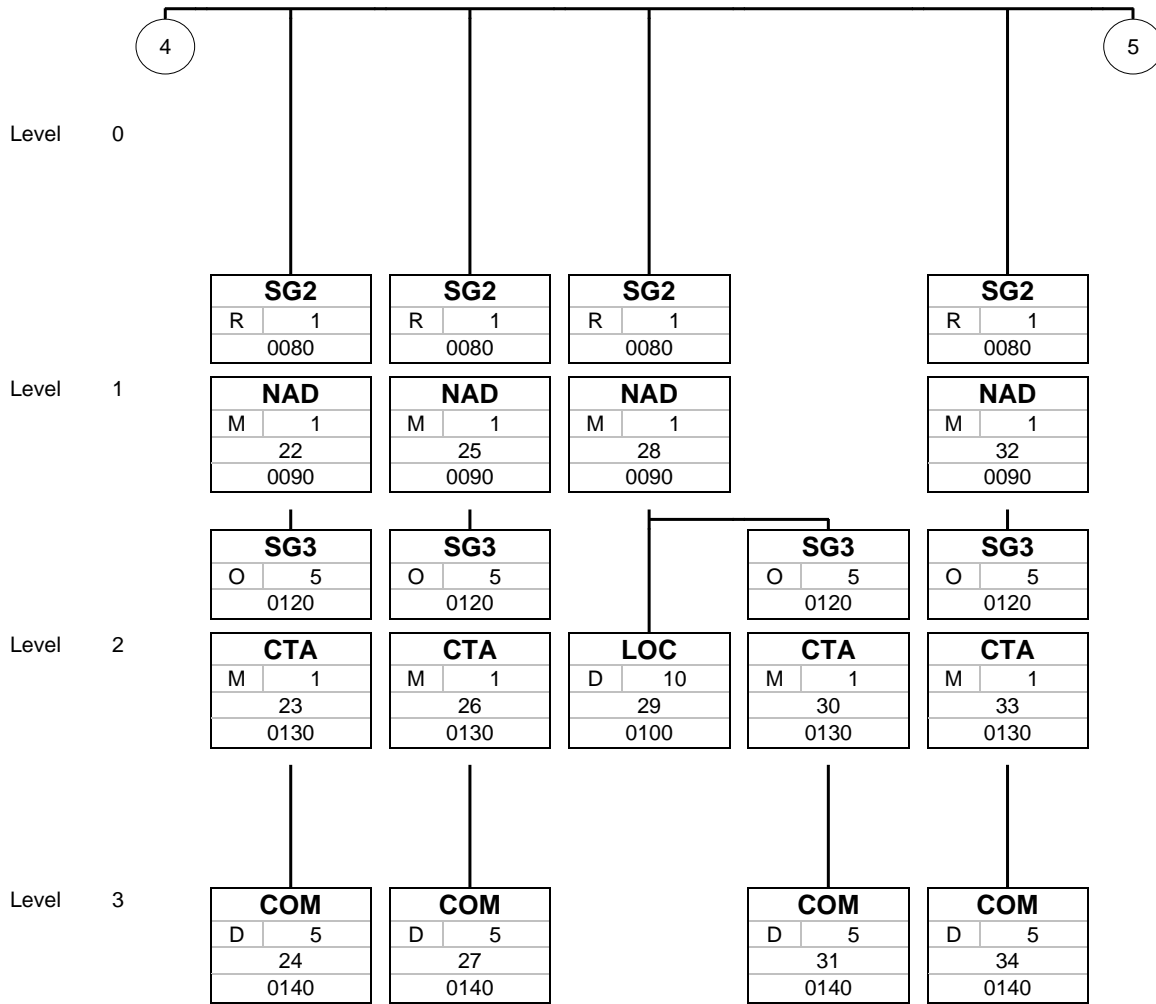 4 5
Level 0
SG2 SG2 SG2 SG2
R 1 R 1 R 1 R 1
0080 0080 0080 0080
Level 1
NAD NAD NAD NAD
M 1 M 1 M 1 M 1
22 25 28 32
0090 0090 0090 0090
SG3 SG3 SG3 SG3
O 5 O 5 O 5 O 5
0120 0120 0120 0120
Level 2
CTA CTA LOC CTA CTA
M 1 M 1 D 10 M 1 M 1
23 26 29 30 33
0130 0130 0100 0130 0130
Level 3
COM COM COM COM
D 5 D 5 D 5 D 5
24 27 31 34
0140 0140 0140 0140